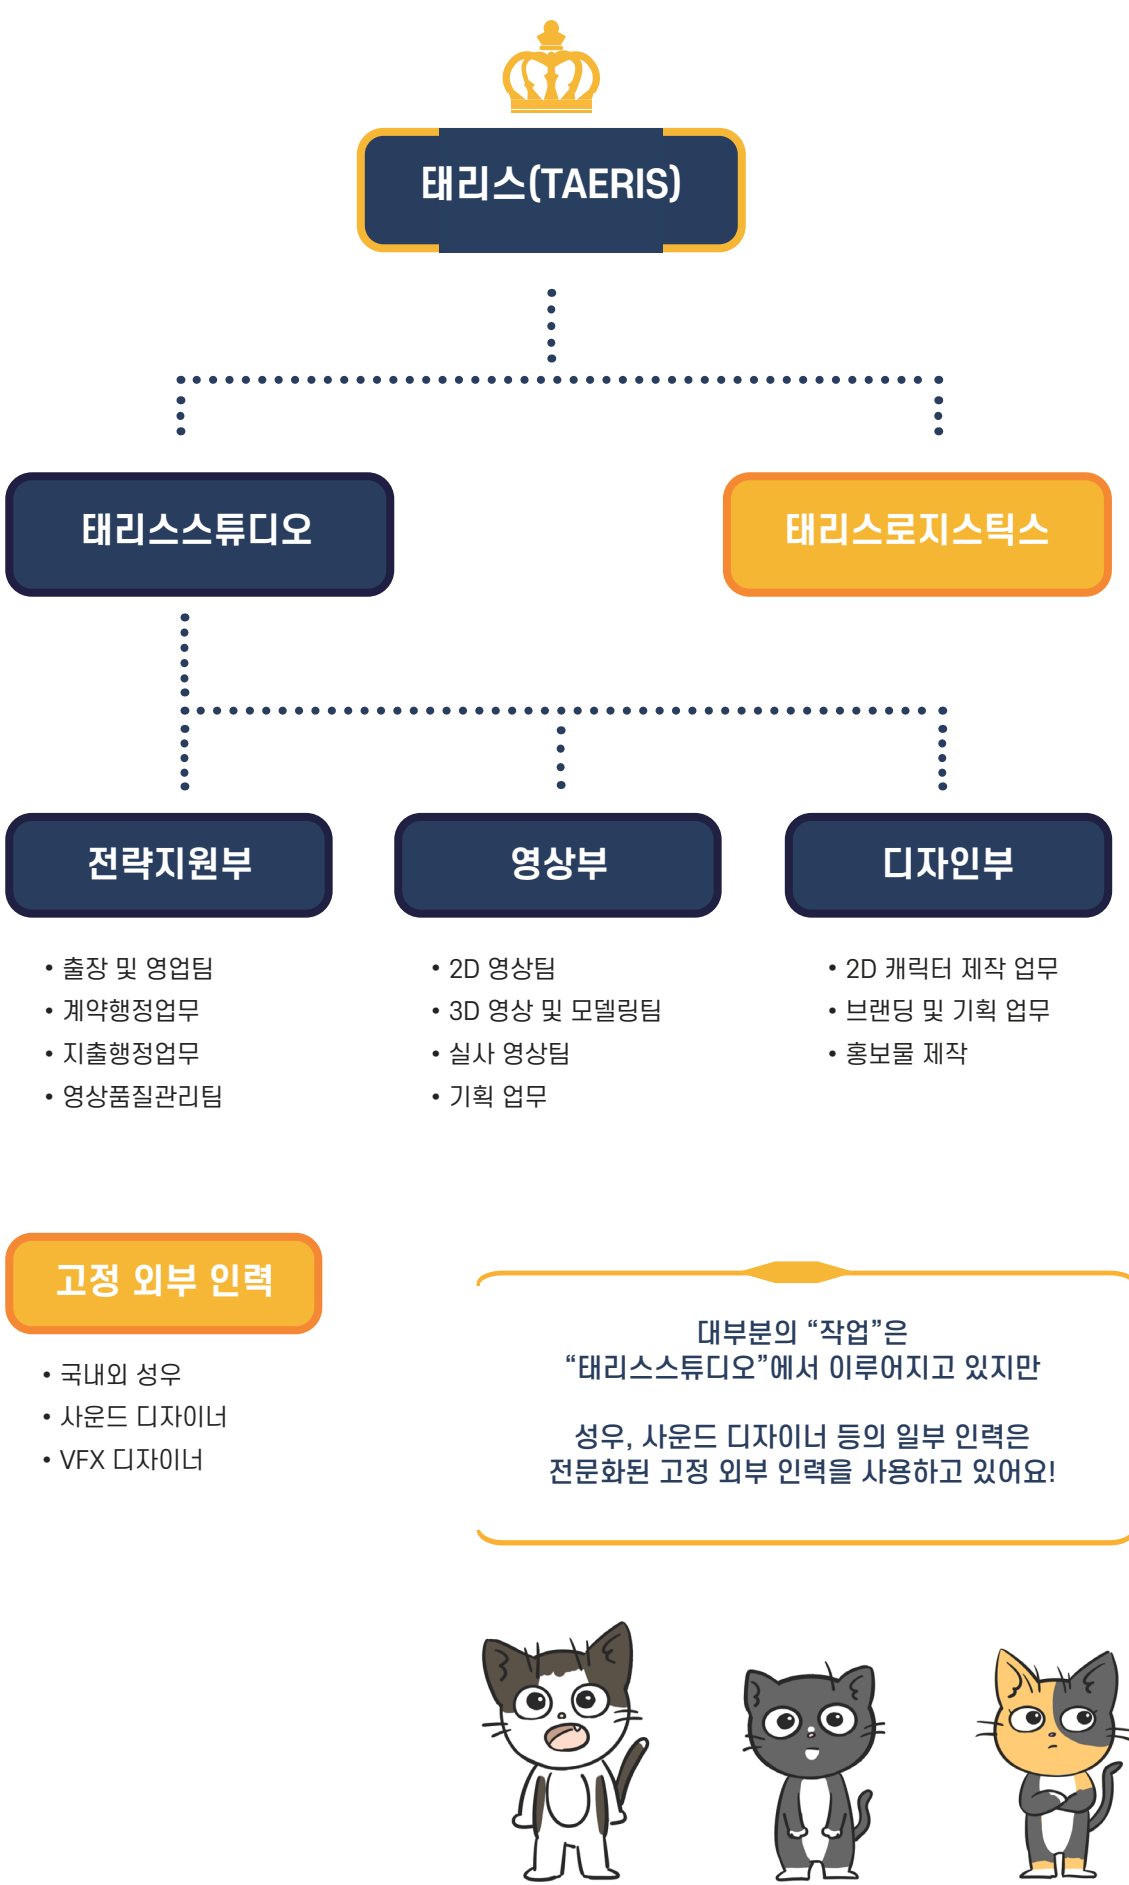 태리스(TAERIS)
태리스스튜디오
태리스로지스틱스
전략지원부
영상부
디자인부
• 출장 및 영업팀
• 계약행정업무
• 지출행정업무
• 영상품질관리팀
• 2D 영상팀
• 3D 영상 및 모델링팀
• 실사 영상팀
• 기획 업무
• 2D 캐릭터 제작 업무
• 브랜딩 및 기획 업무
• 홍보물 제작
고정 외부 인력
• 국내외 성우
• 사운드 디자이너
• VFX 디자이너
대부분의 “작업”은
“태리스스튜디오”에서 이루어지고 있지만
성우, 사운드 디자이너 등의 일부 인력은
전문화된 고정 외부 인력을 사용하고 있어요!